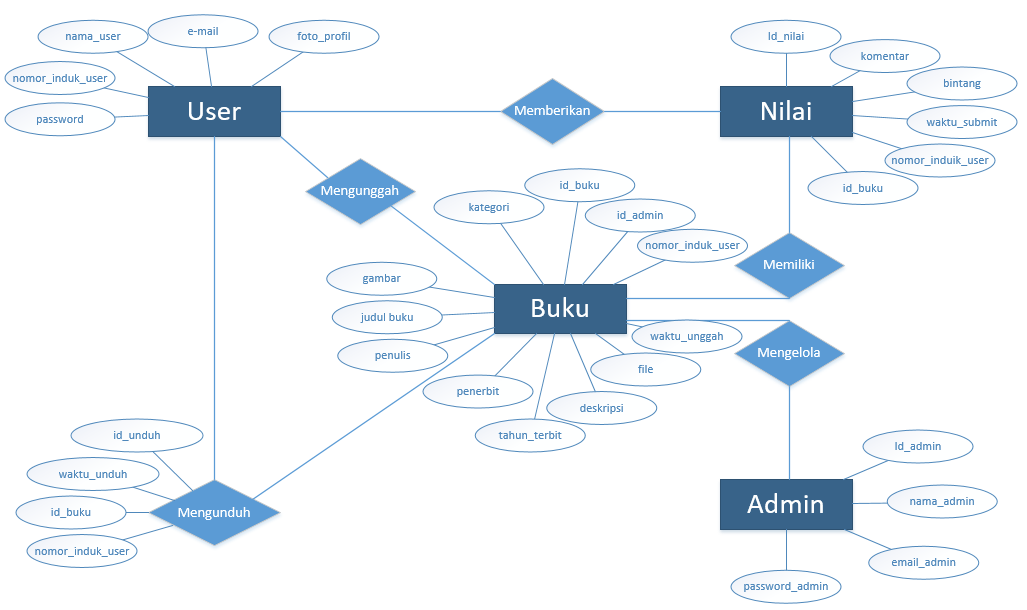 nama_user
e-mail
foto_profil
nomor_induk_user
password
User
Memberikan
Nilai
Id_nilai
komentar
bintang
waktu_submit
nomor_induik_user
id_buku
Mengunggah
kategori
id_buku
id_admin
nomor_induk_user
Memiliki
gambar
judul buku
penulis
Buku
waktu_unggah
file
deskripsi
penerbit
tahun_terbit
Mengelola
id_unduh
waktu_unduh
id_buku
nomor_induk_user
Mengunduh
Admin
Id_admin
nama_admin
email_admin
password_admin